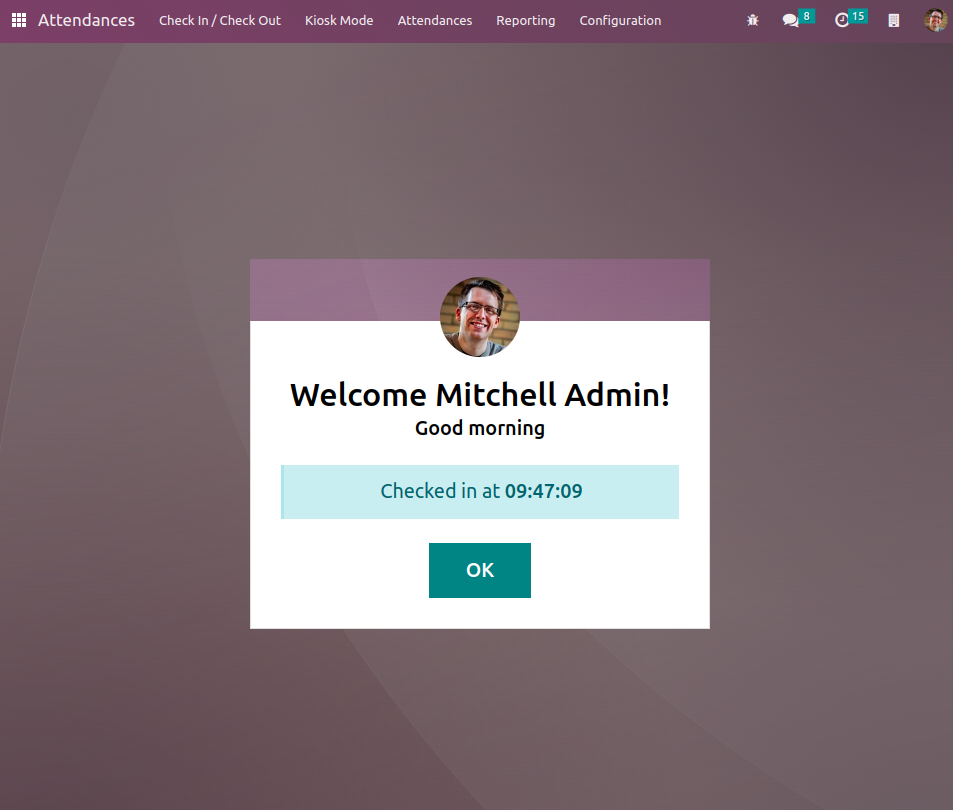 Attendances Check In / Check Out Kiosk Mode Attendances Reporting Configuration 8 15
Welcome Mitchell Admin!
Good morning
Checked in at 09:47:09
OK